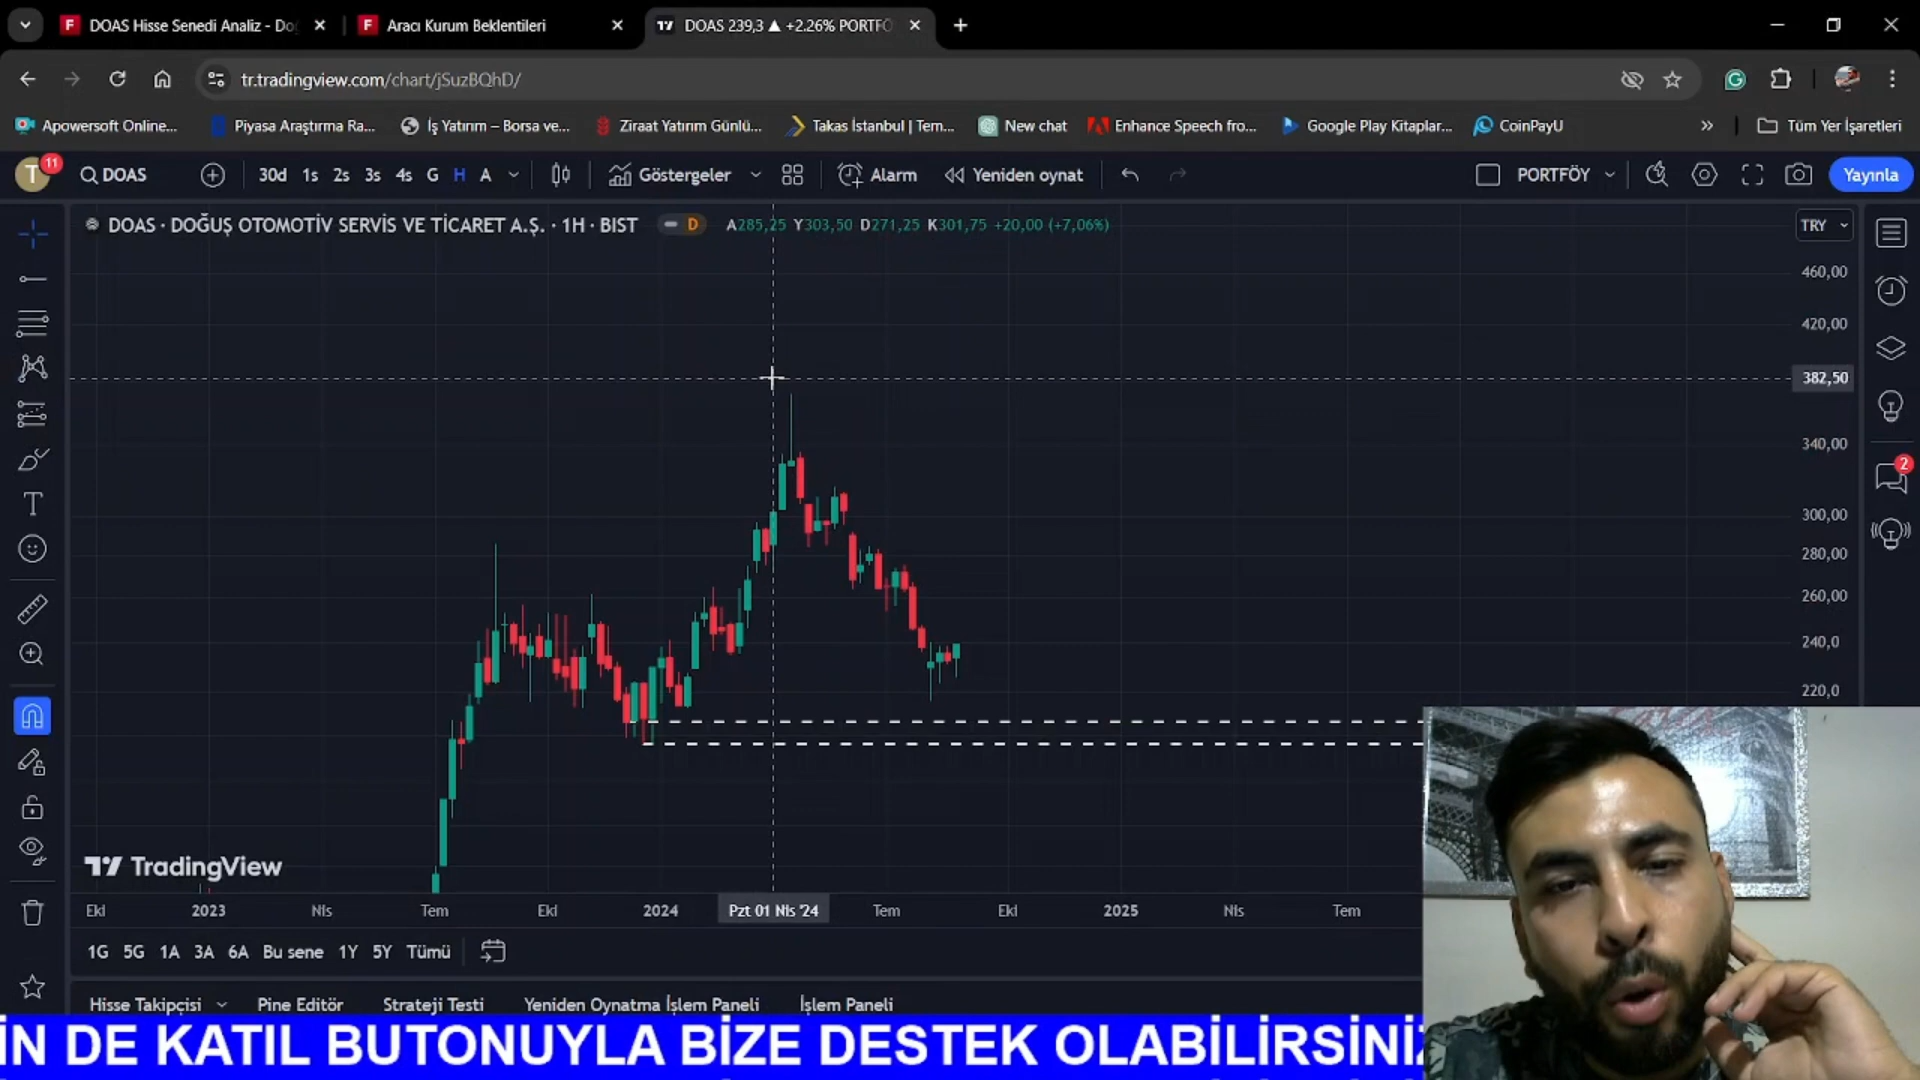 DOAS Hisse Senedi Analiz - Do
Aracı Kurum Beklentileri
DOAS 239,3 ▲ +2.26% PORTFÖ
tr.tradingview.com/chart/jSuzBQhD/
Apowersoft Online...
Piyasa Araştırma Ra...
İş Yatırım – Borsa ve...
Ziraat Yatırım Günlü...
Takas İstanbul | Tem...
New chat
Enhance Speech fro...
Google Play Kitaplar...
CoinPayU
Tüm Yer İşaretleri
T 11
DOAS
30d 1s 2s 3s 4s G H A
Göstergeler
Alarm
Yeniden oynat
PORTFÖY
Yayınla
DOAS · DOĞUŞ OTOMOTİV SERVİS VE TİCARET A.Ş. · 1H · BIST
D
A285,25 Y303,50 D271,25 K301,75 +20,00 (+7,06%)
TRY
460,00
420,00
382,50
340,00
300,00
280,00
260,00
240,0
220,0
2
TradingView
Eki 2023 Nis Tem Eki 2024 Pzt 01 Nis '24 Tem Eki 2025 Nis Tem
1G 5G 1A 3A 6A Bu sene 1Y 5Y Tümü
Hisse Takipçisi
Pine Editör
Strateji Testi
Yeniden Oynatma İşlem Paneli
İşlem Paneli
İN DE KATIL BUTONUYLA BİZE DESTEK OLABİLİRSİNİZ